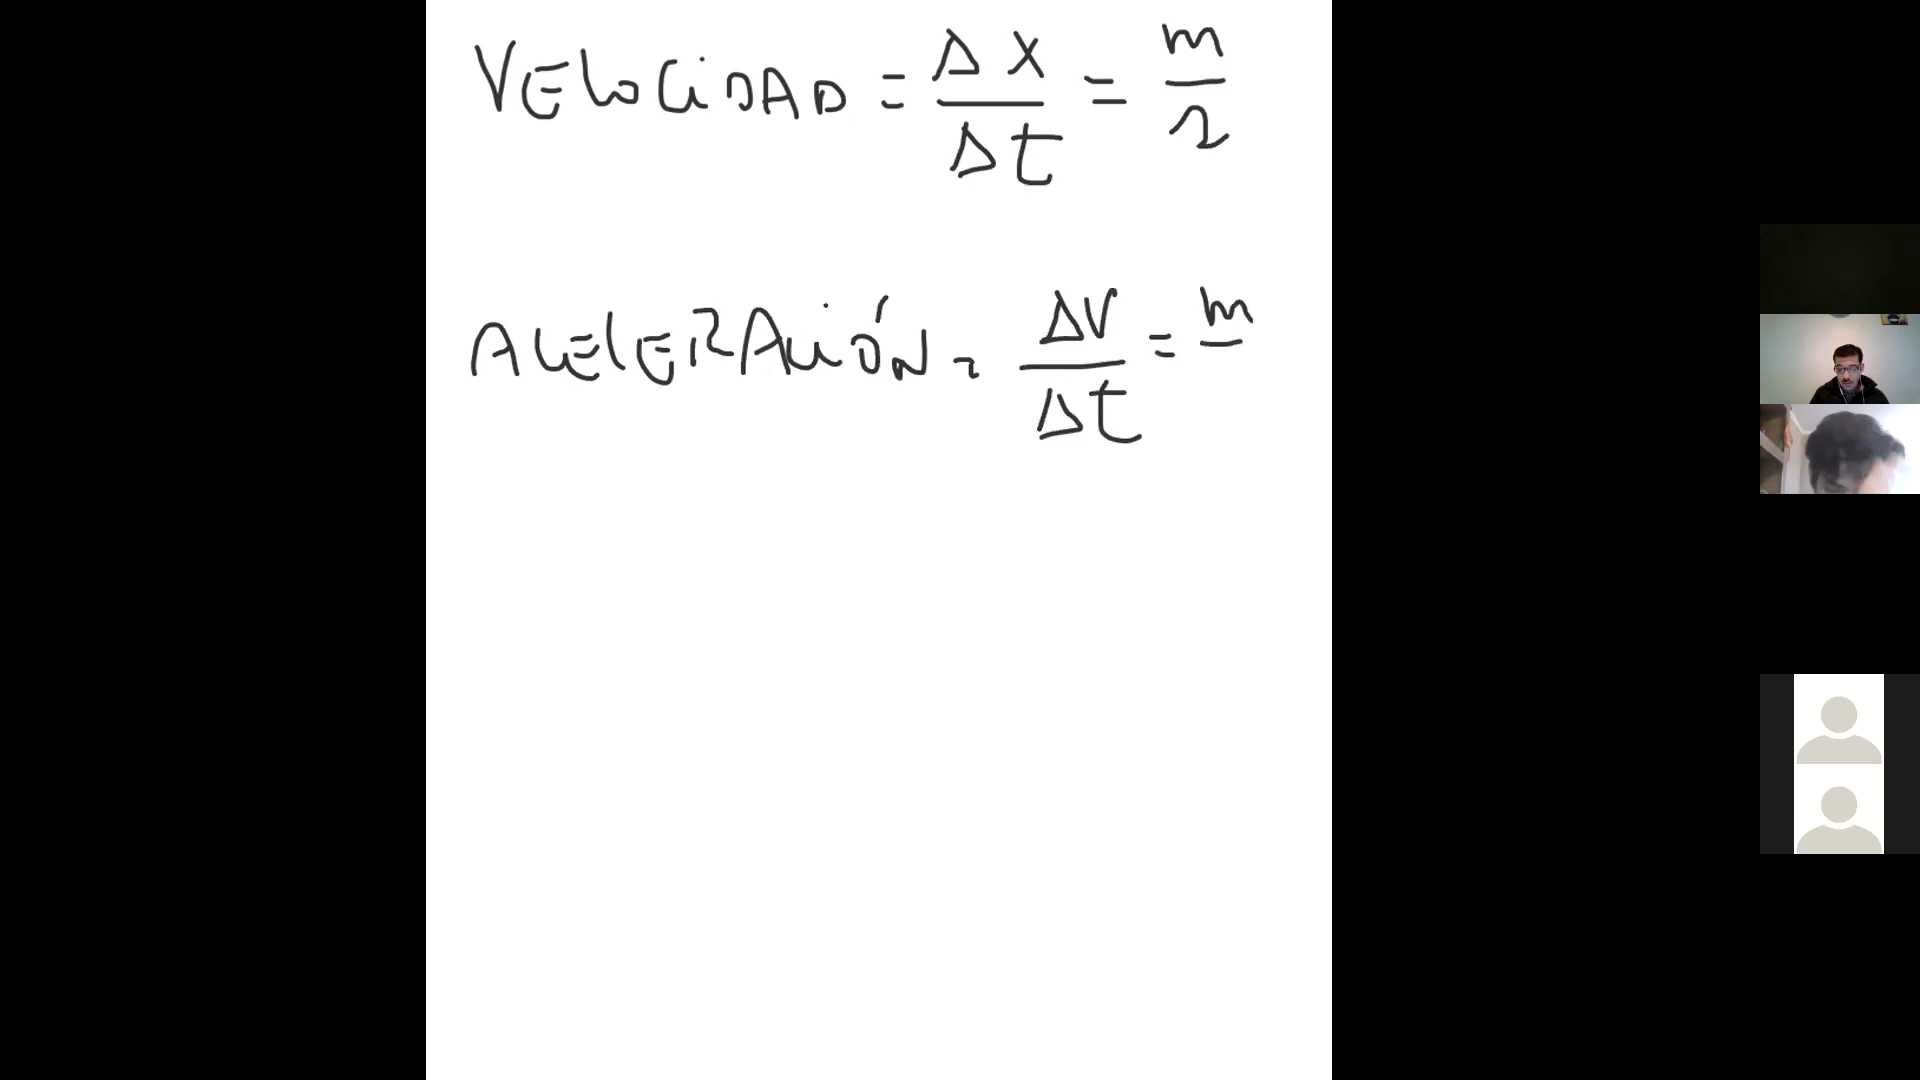 VELOCIDAD = Δx/Δt = m/s
ACELERACIÓN = ΔV/Δt = m/